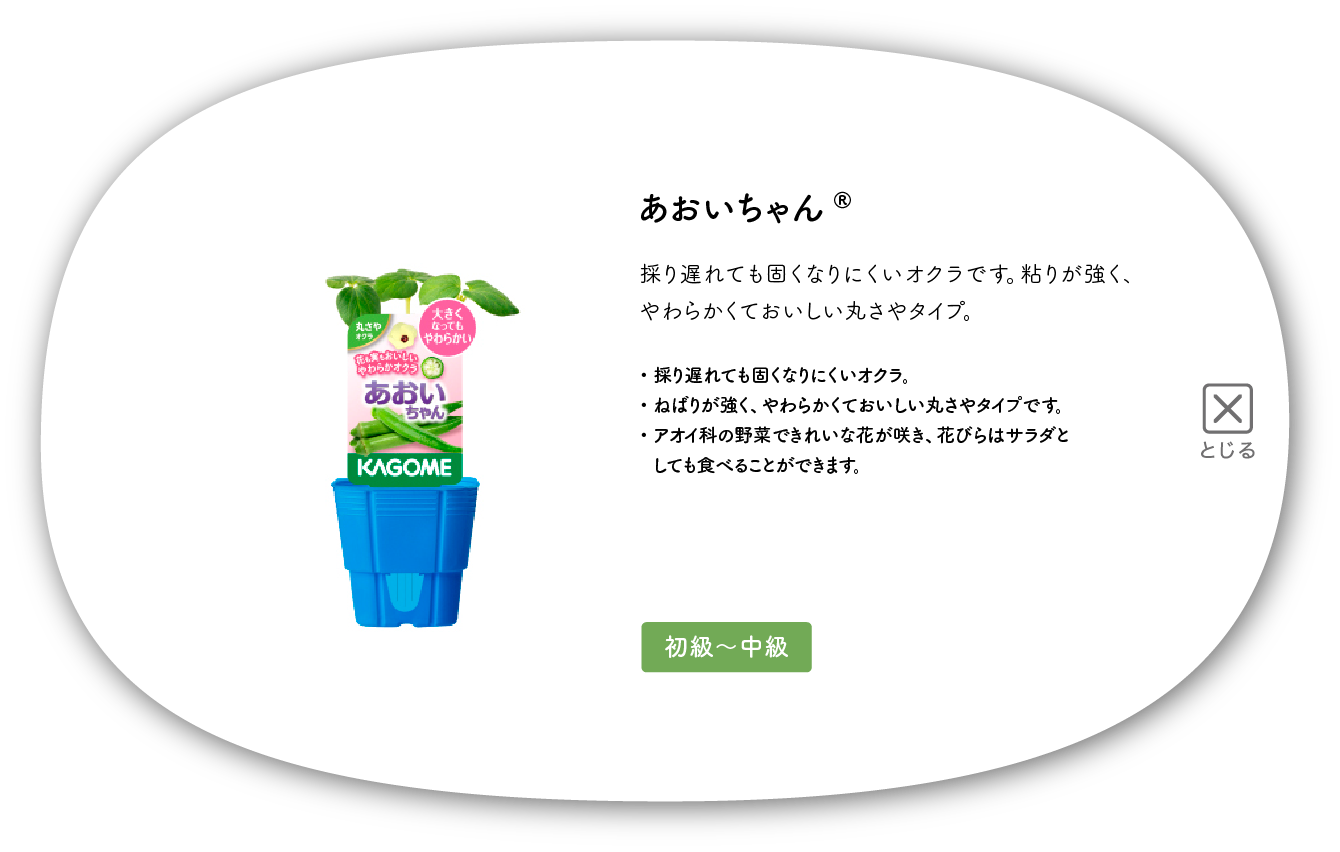 あおいちゃん®
採り遅れても固くなりにくいオクラです。粘りが強く、
やわらかくておいしい丸さやタイプ。
・採り遅れても固くなりにくいオクラ。
・ねばりが強く、やわらかくておいしい丸さやタイプです。
・アオイ科の野菜できれいな花が咲き、花びらはサラダと
しても食べることができます。
初級〜中級
とじる
丸さや
オクラ
大きく
なっても
やわらかい
花も実もおいしい
やわらかオクラ
あおい
ちゃん
KAGOME